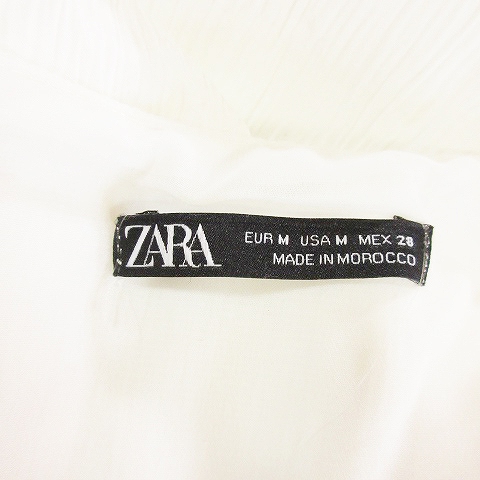 ZARA
EUR M USA M MEX 28
MADE IN MOROCCO